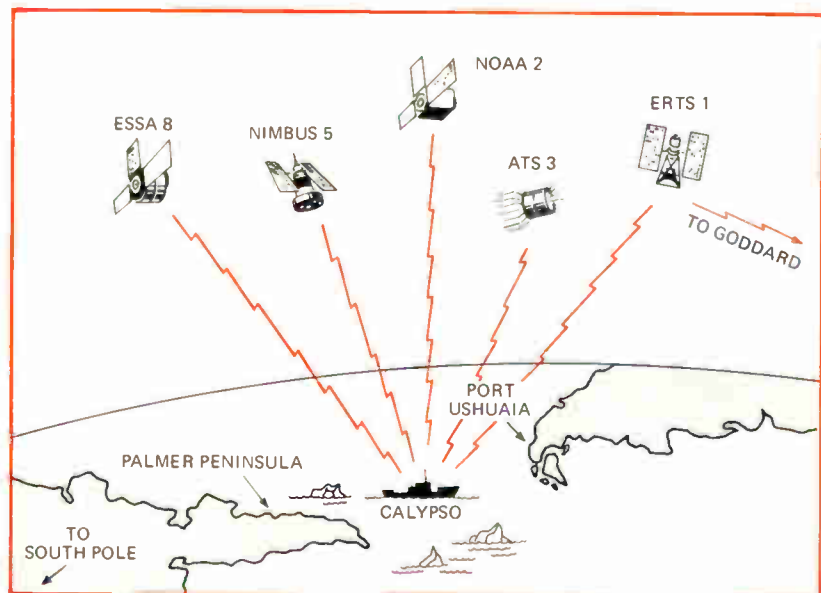 NOAA 2
ERTS 1
ESSA 8
NIMBUS 5
ATS 3
TO GODDARD
PORT
USHUAIA
PALMER PENINSULA
CALYPSO
TO
SOUTH POLE